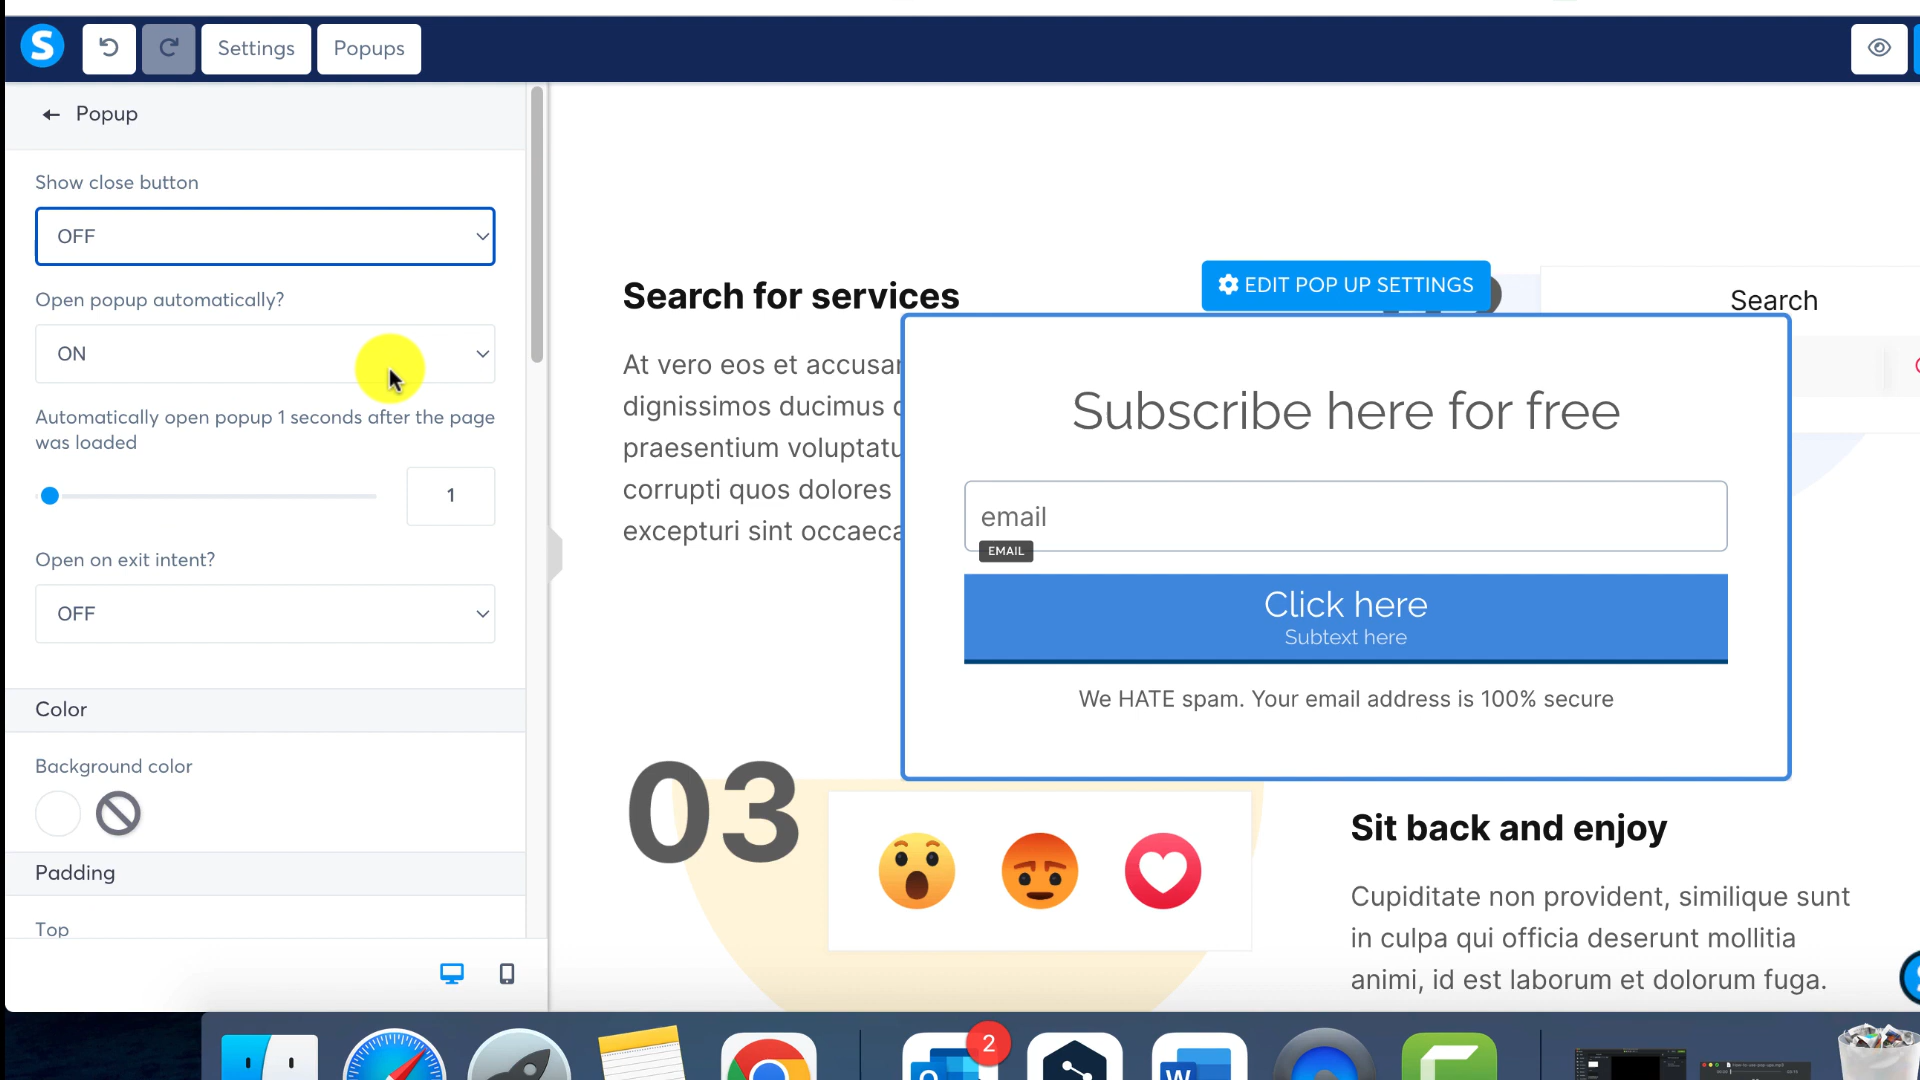 S
Settings
Popups
Popup
Show close button
OFF
Open popup automatically?
ON
Automatically open popup 1 seconds after the page
was loaded
1
Open on exit intent?
OFF
Color
Background color
Padding
Top
Search for services
At vero eos et accusar
dignissimos ducimus
praesentium voluptatu
corrupti quos dolores
excepturi sint occaeca
EDIT POP UP SETTINGS
Search
Subscribe here for free
email
EMAIL
Click here
Subtext here
We HATE spam. Your email address is 100% secure
03
Sit back and enjoy
Cupiditate non provident, similique sunt
in culpa qui officia deserunt mollitia
animi, id est laborum et dolorum fuga.
2
W